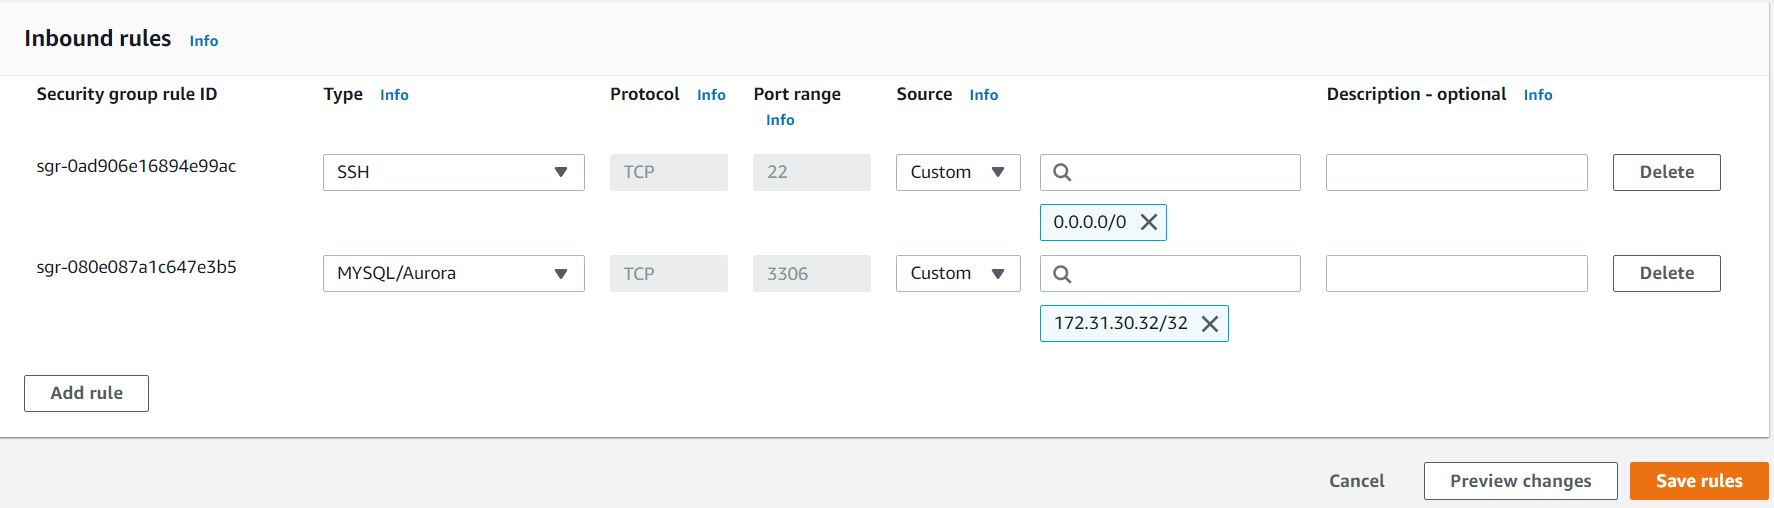 Inbound rules Info
Security group rule ID Type Info Protocol Info Port range Source Info Description - optional Info
Info
sgr-0ad906e16894e99ac SSH TCP 22 Custom Delete
0.0.0.0/0
sgr-080e087a1c647e3b5 MYSQL/Aurora TCP 3306 Custom Delete
172.31.30.32/32
Add rule
Cancel Preview changes Save rules